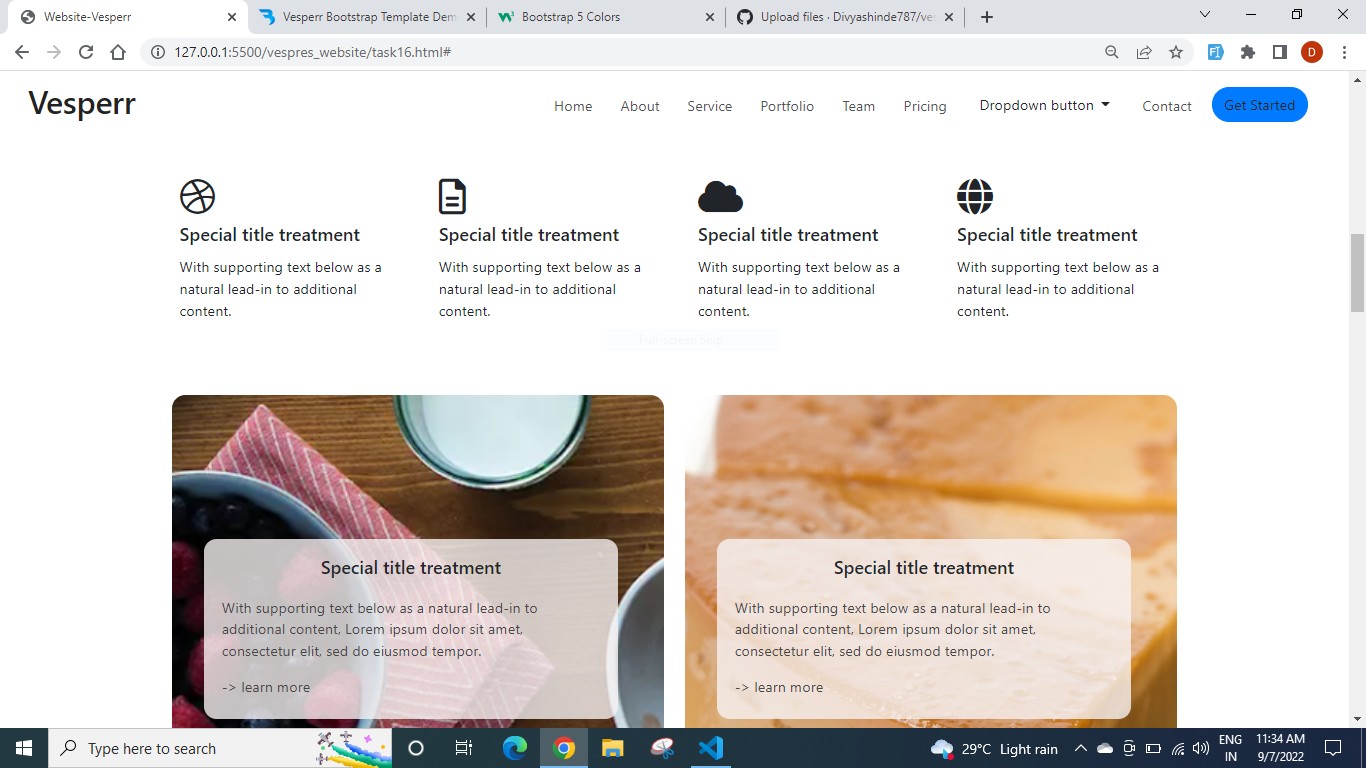 Website-Vesperr
Vesperr Bootstrap Template Dem
Bootstrap 5 Colors
Upload files · Divyashinde787/ves
127.0.0.1:5500/vespres_website/task16.html#
D
Vesperr
Home About Service Portfolio Team Pricing Dropdown button Contact Get Started
Special title treatment
With supporting text below as a
natural lead-in to additional
content.
Special title treatment
With supporting text below as a
natural lead-in to additional
content.
Special title treatment
With supporting text below as a
natural lead-in to additional
content.
Special title treatment
With supporting text below as a
natural lead-in to additional
content.
Full-screen Snip
Special title treatment
With supporting text below as a natural lead-in to
additional content, Lorem ipsum dolor sit amet,
consectetur elit, sed do eiusmod tempor.
-> learn more
Special title treatment
With supporting text below as a natural lead-in to
additional content, Lorem ipsum dolor sit amet,
consectetur elit, sed do eiusmod tempor.
-> learn more
Type here to search
29°C Light rain
ENG
IN
11:34 AM
9/7/2022